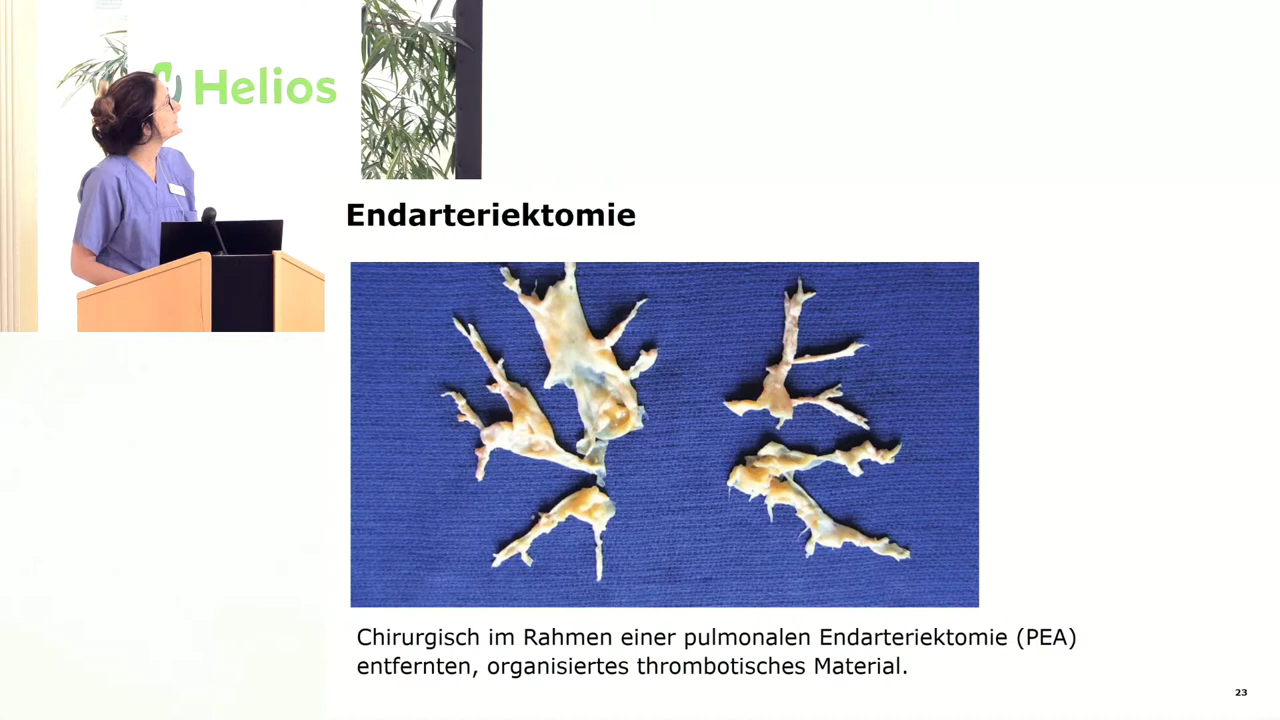 Helios
Endarteriektomie
Chirurgisch im Rahmen einer pulmonalen Endarteriektomie (PEA)
entfernten, organisiertes thrombotisches Material.
23